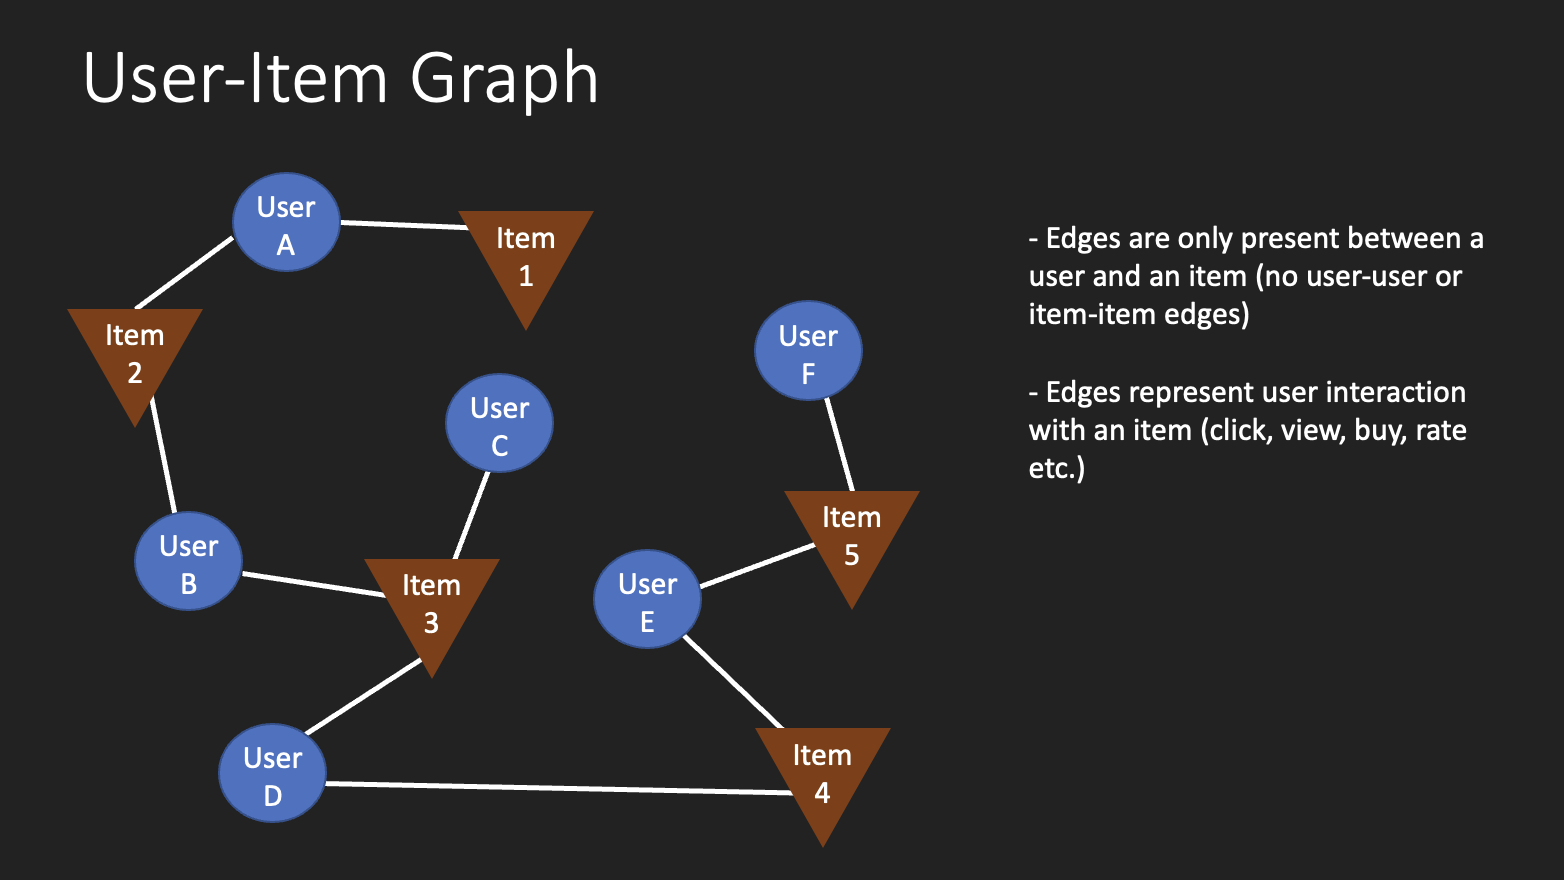 User-Item Graph
User
A
Item
1
Item
2
User
C
User
F
User
B
Item
3
User
E
Item
5
User
D
Item
4
- Edges are only present between a
user and an item (no user-user or
item-item edges)
- Edges represent user interaction
with an item (click, view, buy, rate
etc.)